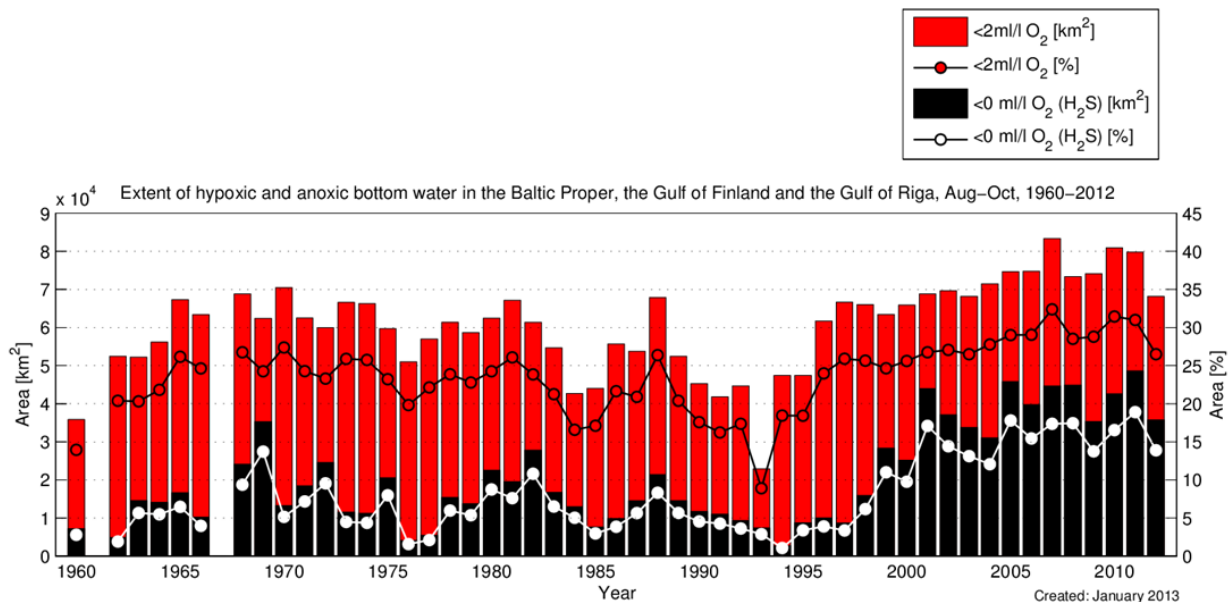 <2ml/l O₂ [km²]
<2ml/l O₂ [%]
<0 ml/l O₂ (H₂S) [km²]
<0 ml/l O₂ (H₂S) [%]
x 10⁴
Extent of hypoxic and anoxic bottom water in the Baltic Proper, the Gulf of Finland and the Gulf of Riga, Aug−Oct, 1960−2012
9
8
7
6
5
4
3
2
1
0
Area [km²]
45
40
35
30
25
20
15
10
5
0
Area [%]
1960 1965 1970 1975 1980 1985 1990 1995 2000 2005 2010
Year
Created: January 2013